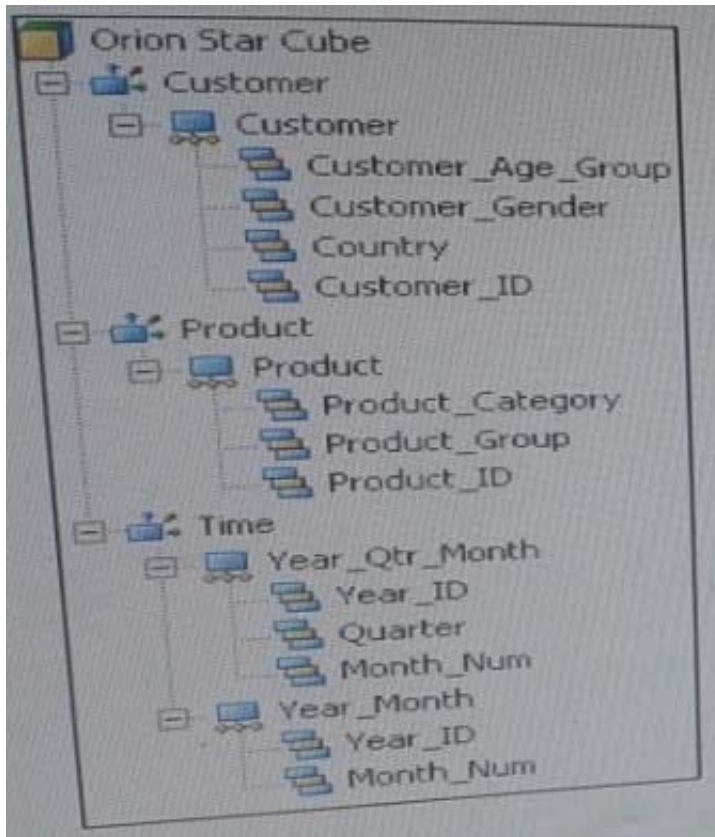 Orion Star Cube
Customer
Customer
Customer_Age_Group
Customer_Gender
Country
Customer_ID
Product
Product
Product_Category
Product_Group
Product_ID
Time
Year_Qtr_Month
Year_ID
Quarter
Month_Num
Year_Month
Year_ID
Month_Num